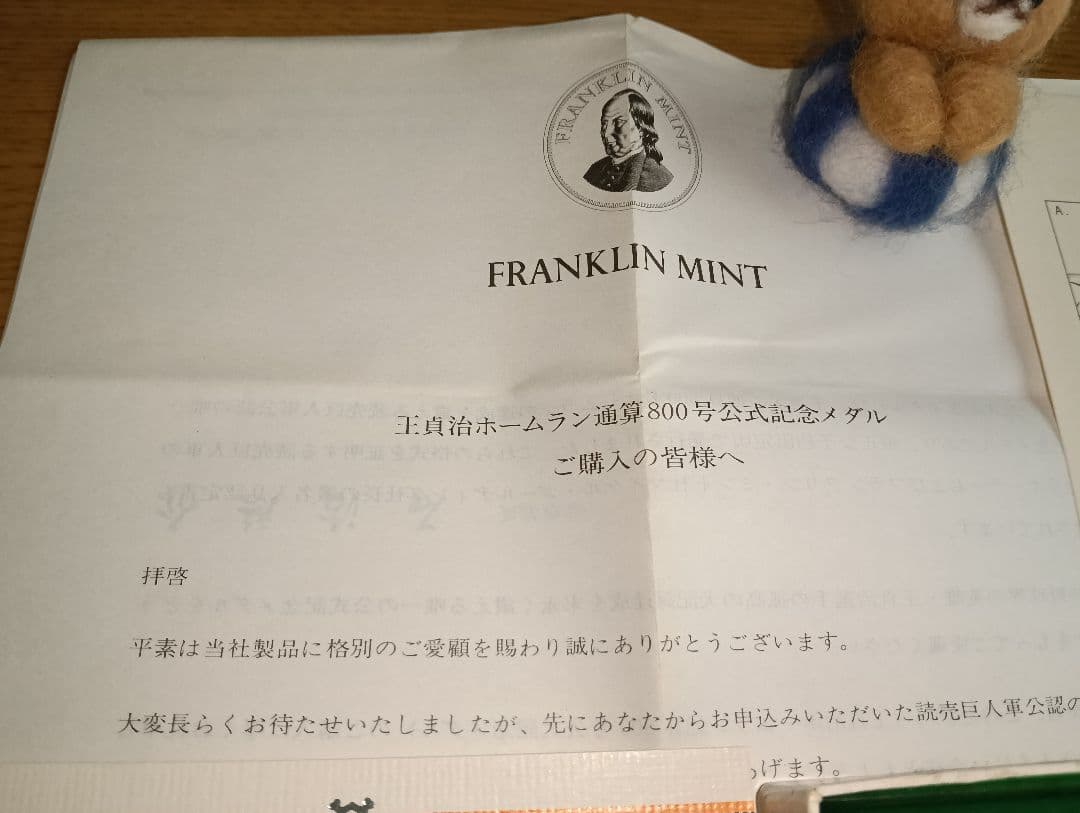 FRANKLIN MINT
FRANKLIN MINT
王貞治ホームラン通算800号公式記念メダル
ご購入の皆様へ
拝啓
平素は当社製品に格別のご愛顧を賜わり誠にありがとうございます。
大変長らくお待たせいたしましたが、先にあなたからお申込みいただいた読売巨人軍公認の
げます。
A.